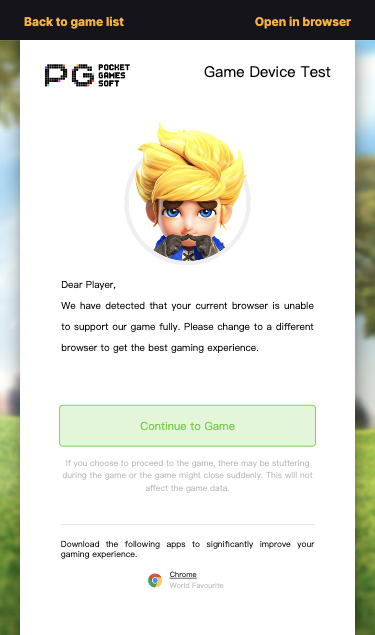 Back to game list
Open in browser
PG POCKET
GAMES
SOFT
Game Device Test
Dear Player,
We have detected that your current browser is unable
to support our game fully. Please change to a different
browser to get the best gaming experience.
Continue to Game
If you choose to proceed to the game, there may be stuttering
during the game or the game might close suddenly. This will not
affect the game data.
Download the following apps to significantly improve your
gaming experience.
Chrome
World Favourite